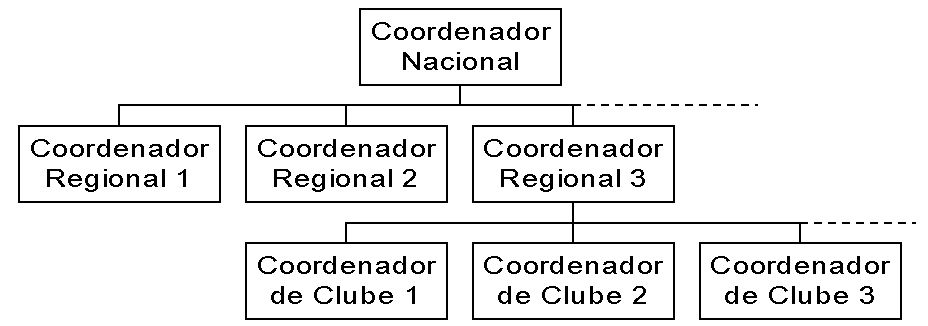 Coordenador
Nacional
Coordenador
Regional 1
Coordenador
Regional 2
Coordenador
Regional 3
Coordenador
de Clube 1
Coordenador
de Clube 2
Coordenador
de Clube 3